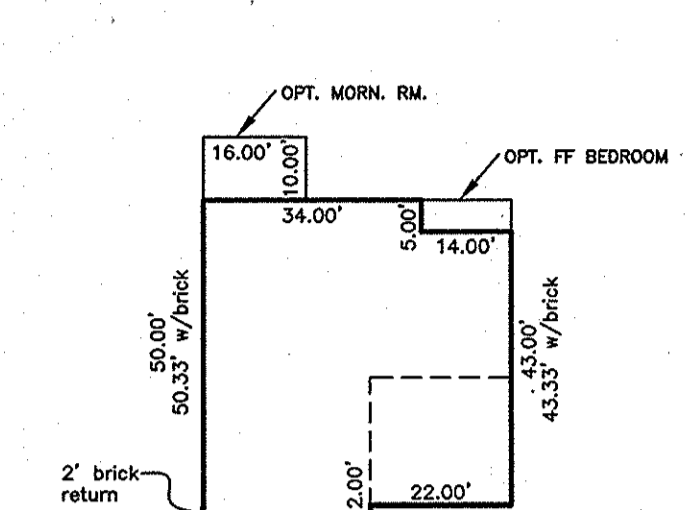 OPT. MORN. RM.
16.00'
10.00'
OPT. FF BEDROOM
34.00'
5.00'
14.00'
50.00'
50.33' w/brick
43.00'
43.33' w/brick
2' brick
return
2.00'
22.00'